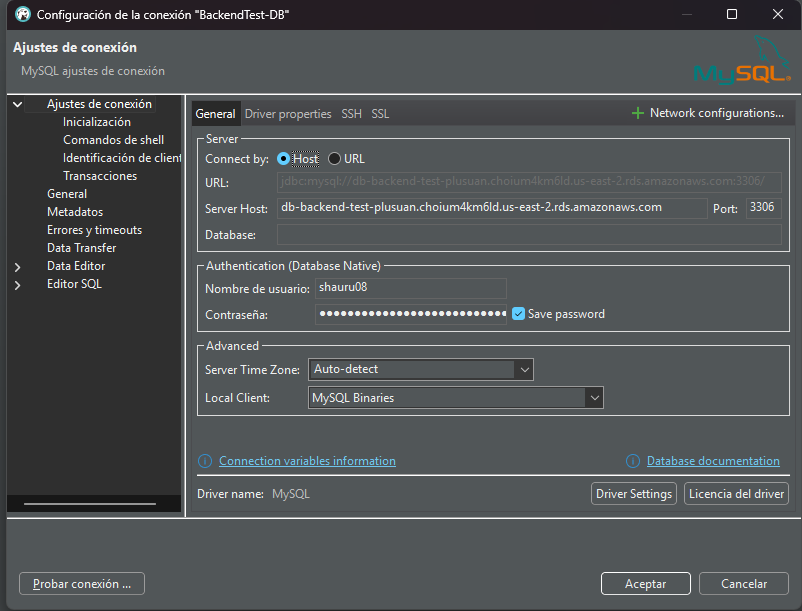 Configuración de la conexión "BackendTest-DB"
Ajustes de conexión
MySQL ajustes de conexión
MySQL®
Ajustes de conexión
Inicialización
Comandos de shell
Identificación de client
Transacciones
General
Metadatos
Errores y timeouts
Data Transfer
Data Editor
Editor SQL
General Driver properties SSH SSL
Network configurations...
Server
Connect by: Host URL
URL: jdbc:mysql://db-backend-test-plusuan.choium4km6ld.us-east-2.rds.amazonaws.com:3306/
Server Host: db-backend-test-plusuan.choium4km6ld.us-east-2.rds.amazonaws.com Port: 3306
Database:
Authentication (Database Native)
Nombre de usuario: shauru08
Contraseña: ●●●●●●●●●●●●●●●●●●●●●●●●●● Save password
Advanced
Server Time Zone: Auto-detect
Local Client: MySQL Binaries
Connection variables information
Database documentation
Driver name: MySQL
Driver Settings
Licencia del driver
Probar conexión ...
Aceptar
Cancelar